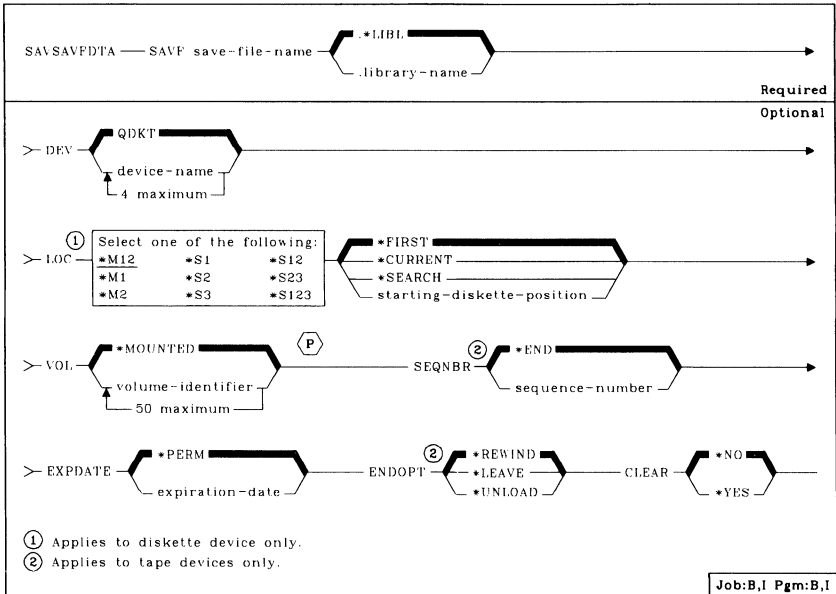 SAVSAVFDTA SAVF save-file-name .*LIBL
.library-name
Required
Optional
DEV QDKT
device-name
4 maximum
1 Select one of the following:
LOC *M12 *S1 *S12
*M1 *S2 *S23
*M2 *S3 *S123
*FIRST
*CURRENT
*SEARCH
starting-diskette-position
VOL *MOUNTED P SEQNBR 2 *END
volume-identifier sequence-number
50 maximum
EXPDATE *PERM ENDOPT 2 *REWIND CLEAR *NO
expiration-date *LEAVE *YES
*UNLOAD
1 Applies to diskette device only.
2 Applies to tape devices only.
Job:B,I Pgm:B,I